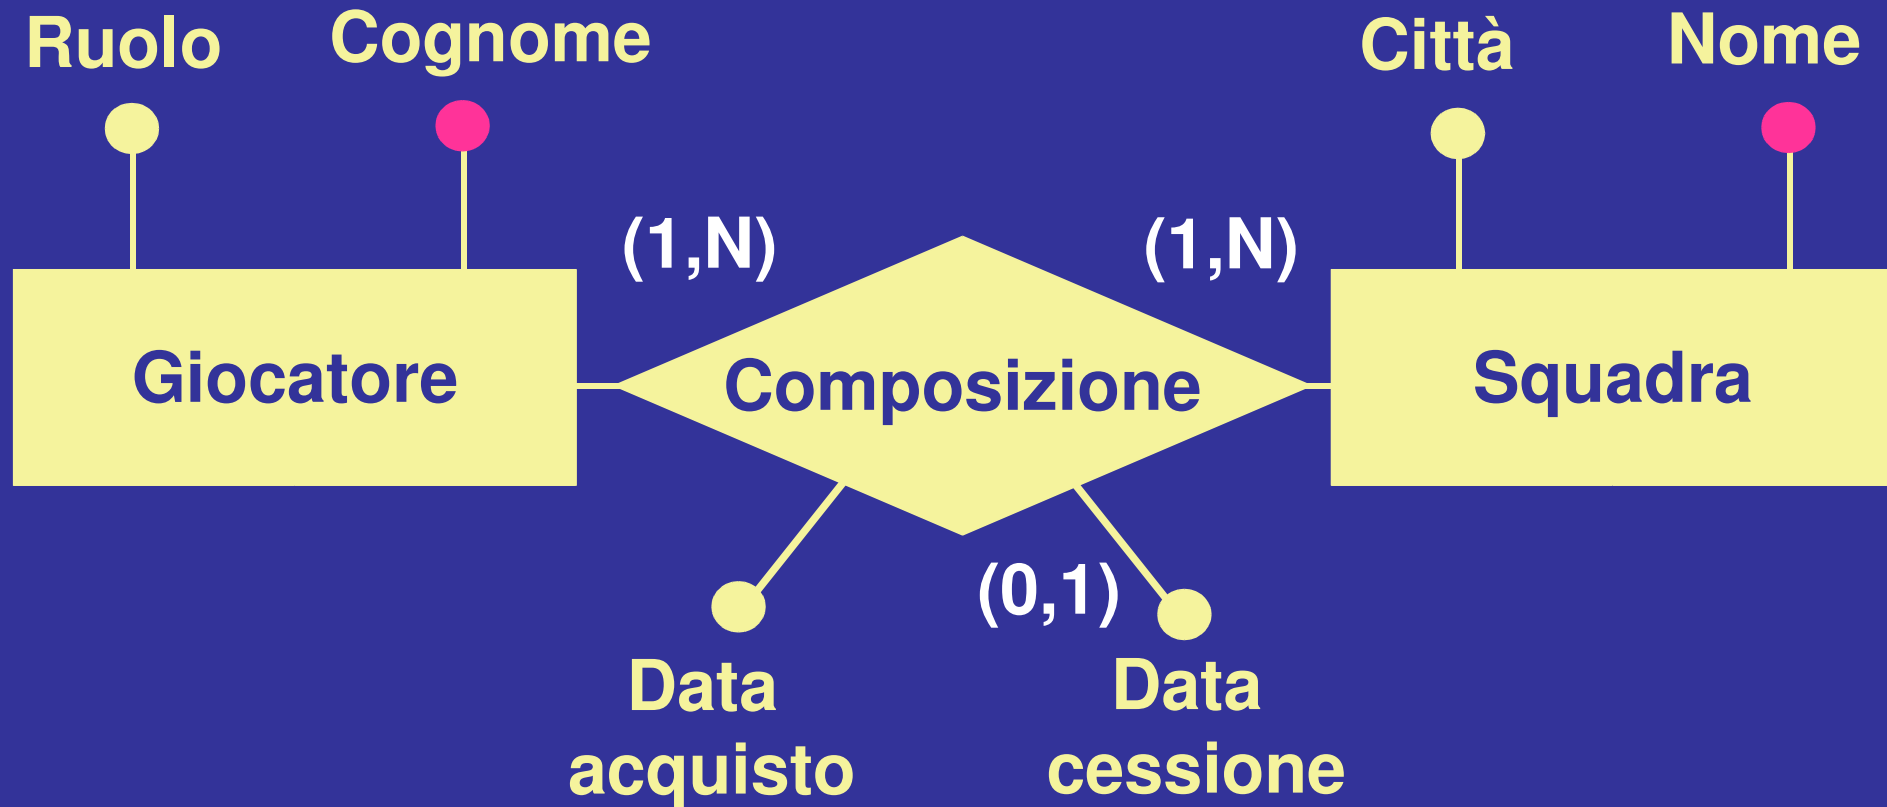 Ruolo
Cognome
Città
Nome
(1,N)
(1,N)
Giocatore
Composizione
Squadra
(0,1)
Data
acquisto
Data
cessione